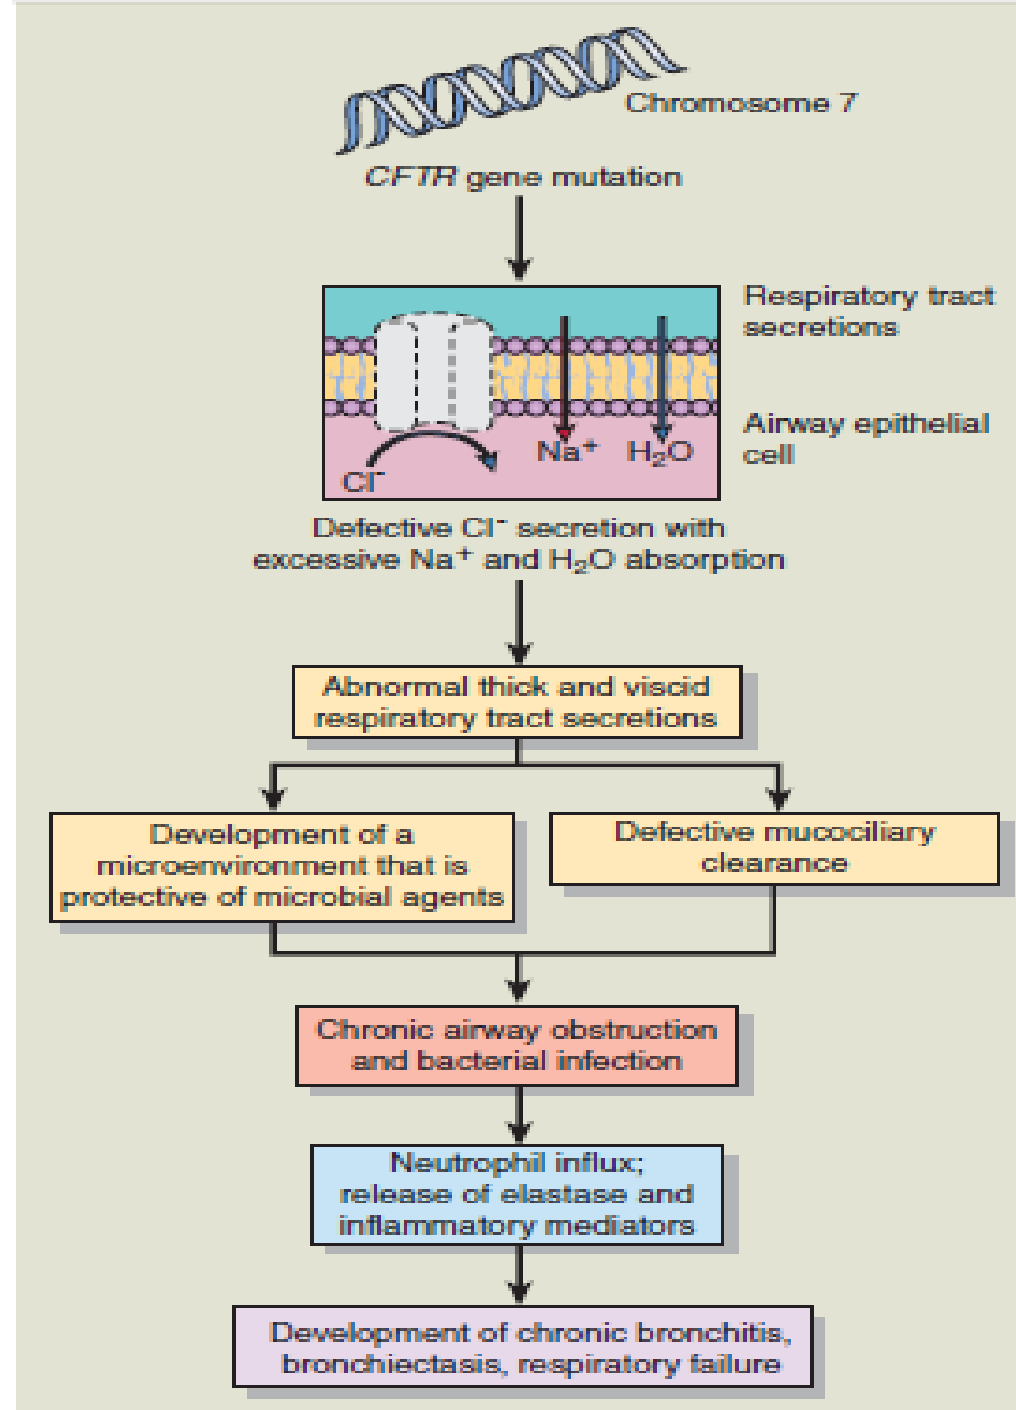 Chromosome 7
CFTR gene mutation
Respiratory tract
secretions
Airway epithelial
cell
Na⁺ H₂O
Cl⁻
Defective Cl⁻ secretion with
excessive Na⁺ and H₂O absorption
Abnormal thick and viscid
respiratory tract secretions
Development of a
microenvironment that is
protective of microbial agents
Defective mucociliary
clearance
Chronic airway obstruction
and bacterial infection
Neutrophil influx;
release of elastase and
inflammatory mediators
Development of chronic bronchitis,
bronchiectasis, respiratory failure